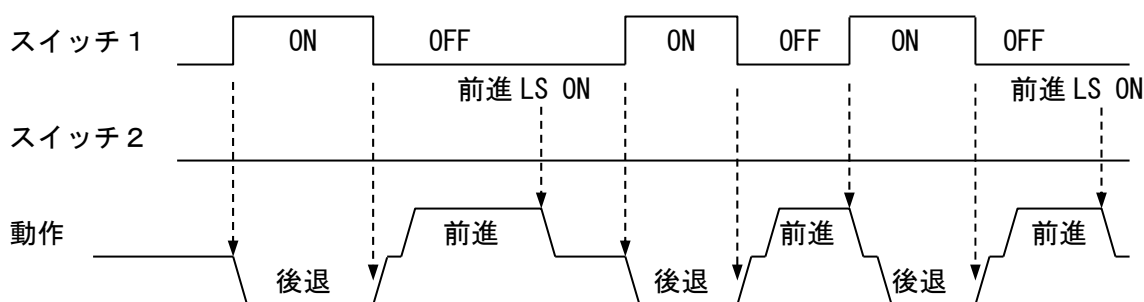 スイッチ１ ON OFF ON OFF ON OFF
前進 LS ON 前進 LS ON
スイッチ２
動作 前進 前進 前進
後退 後退 後退